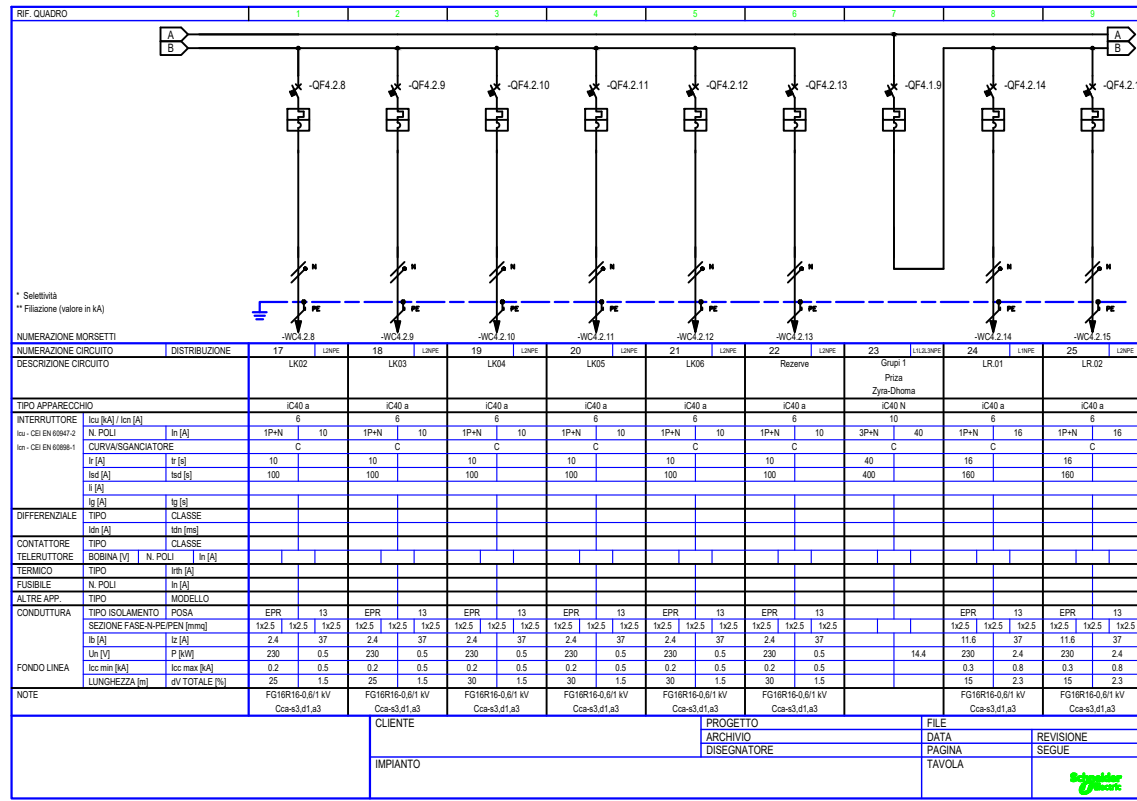 RIF. QUADRO 1 2 3 4 5 6 7 8 9
A A
B B
-QF4.2.8 -QF4.2.9 -QF4.2.10 -QF4.2.11 -QF4.2.12 -QF4.2.13 -QF4.1.9 -QF4.2.14 -QF4.2.1
N N N N N N N N
* Selettività
** Filiazione (valore in kA)
PE PE PE PE PE PE PE PE
NUMERAZIONE MORSETTI -WC4.2.8 -WC4.2.9 -WC4.2.10 -WC4.2.11 -WC4.2.12 -WC4.2.13 -WC4.2.14 -WC4.2.15
NUMERAZIONE CIRCUITO DISTRIBUZIONE 17 L2NPE 18 L2NPE 19 L2NPE 20 L2NPE 21 L2NPE 22 L2NPE 23 L1L2L3NPE 24 L1NPE 25 L2NPE
DESCRIZIONE CIRCUITO LK02 LK03 LK04 LK05 LK06 Rezerve Grupi 1 LR.01 LR.02
Priza
Zyra-Dhoma
TIPO APPARECCHIO iC40 a iC40 a iC40 a iC40 a iC40 a iC40 a iC40 N iC40 a iC40 a
INTERRUTTORE Icu [kA] / Icn [A] 6 6 6 6 6 6 10 6 6
Icu - CEI EN 60947-2 N. POLI In [A] 1P+N 10 1P+N 10 1P+N 10 1P+N 10 1P+N 10 1P+N 10 3P+N 40 1P+N 16 1P+N 16
Icn - CEI EN 60898-1 CURVA/SGANCIATORE C C C C C C C C C
Ir [A] tr [s] 10 10 10 10 10 10 40 16 16
Isd [A] tsd [s] 100 100 100 100 100 100 400 160 160
Ii [A]
Ig [A] tg [s]
DIFFERENZIALE TIPO CLASSE
Idn [A] tdn [ms]
CONTATTORE TIPO CLASSE
TELERUTTORE BOBINA [V] N. POLI In [A]
TERMICO TIPO Irth [A]
FUSIBILE N. POLI In [A]
ALTRE APP. TIPO MODELLO
CONDUTTURA TIPO ISOLAMENTO POSA EPR 13 EPR 13 EPR 13 EPR 13 EPR 13 EPR 13 EPR 13 EPR 13
SEZIONE FASE-N-PE/PEN [mmq] 1x2.5 1x2.5 1x2.5 1x2.5 1x2.5 1x2.5 1x2.5 1x2.5 1x2.5 1x2.5 1x2.5 1x2.5 1x2.5 1x2.5 1x2.5 1x2.5 1x2.5 1x2.5 1x2.5 1x2.5 1x2.5 1x2.5 1x2.5 1x2.5
Ib [A] Iz [A] 2.4 37 2.4 37 2.4 37 2.4 37 2.4 37 2.4 37 11.6 37 11.6 37
Un [V] P [kW] 230 0.5 230 0.5 230 0.5 230 0.5 230 0.5 230 0.5 14.4 230 2.4 230 2.4
FONDO LINEA Icc min [kA] Icc max [kA] 0.2 0.5 0.2 0.5 0.2 0.5 0.2 0.5 0.2 0.5 0.2 0.5 0.3 0.8 0.3 0.8
LUNGHEZZA [m] dV TOTALE [%] 25 1.5 25 1.5 30 1.5 30 1.5 30 1.5 30 1.5 15 2.3 15 2.3
NOTE FG16R16-0,6/1 kV FG16R16-0,6/1 kV FG16R16-0,6/1 kV FG16R16-0,6/1 kV FG16R16-0,6/1 kV FG16R16-0,6/1 kV FG16R16-0,6/1 kV FG16R16-0,6/1 kV
Cca-s3,d1,a3 Cca-s3,d1,a3 Cca-s3,d1,a3 Cca-s3,d1,a3 Cca-s3,d1,a3 Cca-s3,d1,a3 Cca-s3,d1,a3 Cca-s3,d1,a3
CLIENTE PROGETTO FILE
ARCHIVIO DATA REVISIONE
DISEGNATORE PAGINA SEGUE
IMPIANTO TAVOLA
Schneider
Electric